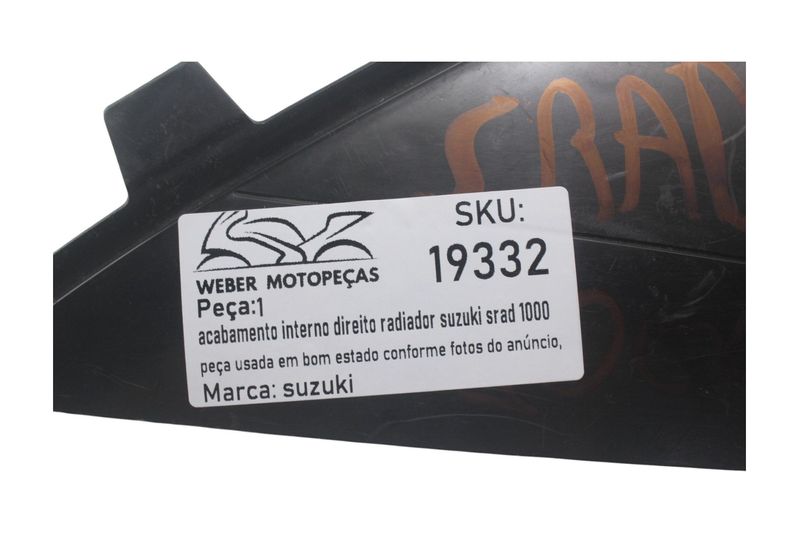 SRAD
SKU:
19332
WEBER MOTOPEÇAS
Peça:1
acabamento interno direito radiador suzuki srad 1000
peça usada em bom estado conforme fotos do anúncio,
Marca: suzuki